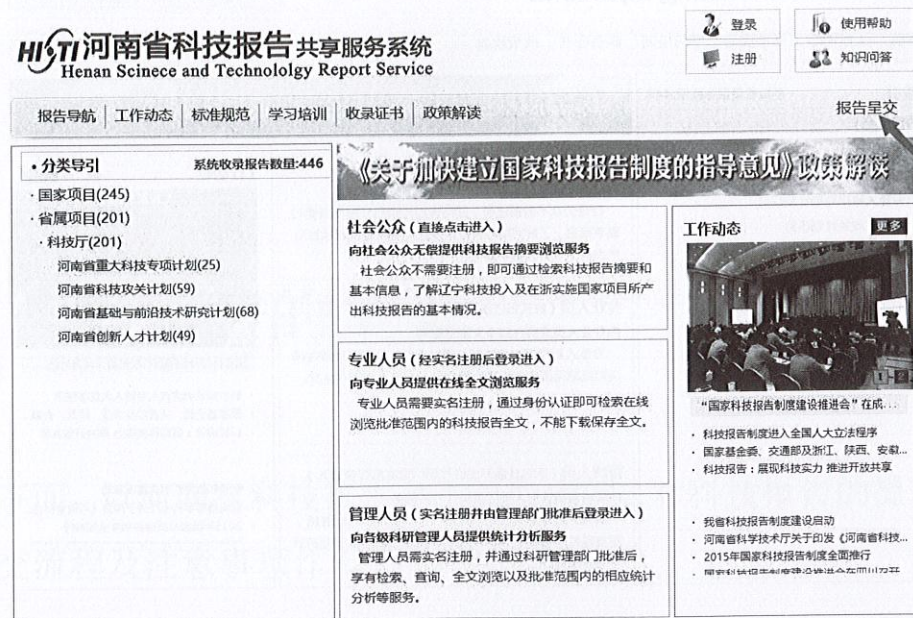 HISTI河南省科技报告共享服务系统
Henan Scinece and Technololgy Report Service
登录
使用帮助
注册
知识问答
报告导航 工作动态 标准规范 学习培训 收录证书 政策解读
报告呈交
·分类导引 系统收录报告数量:446
·国家项目(245)
·省属项目(201)
·科技厅(201)
河南省重大科技专项计划(25)
河南省科技攻关计划(59)
河南省基础与前沿技术研究计划(68)
河南省创新人才计划(49)
《关于加快建立国家科技报告制度的指导意见》政策解读
社会公众(直接点击进入)
向社会公众无偿提供科技报告摘要浏览服务
社会公众不需要注册,即可通过检索科技报告摘要和
基本信息,了解辽宁科技投入及在浙实施国家项目所产
出科技报告的基本情况。
专业人员(经实名注册后登录进入)
向专业人员提供在线全文浏览服务
专业人员需要实名注册,通过身份认证即可检索在线
浏览批准范围内的科技报告全文,不能下载保存全文。
管理人员(实名注册并由管理部门批准后登录进入)
向各级科研管理人员提供统计分析服务
管理人员需实名注册,并通过科研管理部门批准后,
享有检索、查询、全文浏览以及批准范围内的相应统计
分析等服务。
工作动态 更多
1 2
“国家科技报告制度建设推进会”在成...
· 科技报告制度进入全国人大立法程序
· 国家基金委、交通部及浙江、陕西、安徽...
· 科技报告:展现科技实力 推进开放共享
· 我省科技报告制度建设启动
· 河南省科学技术厅关于印发《河南省科技...
· 2015年国家科技报告制度全面推行
· 国家科技报告制度建设推进会在四川召开